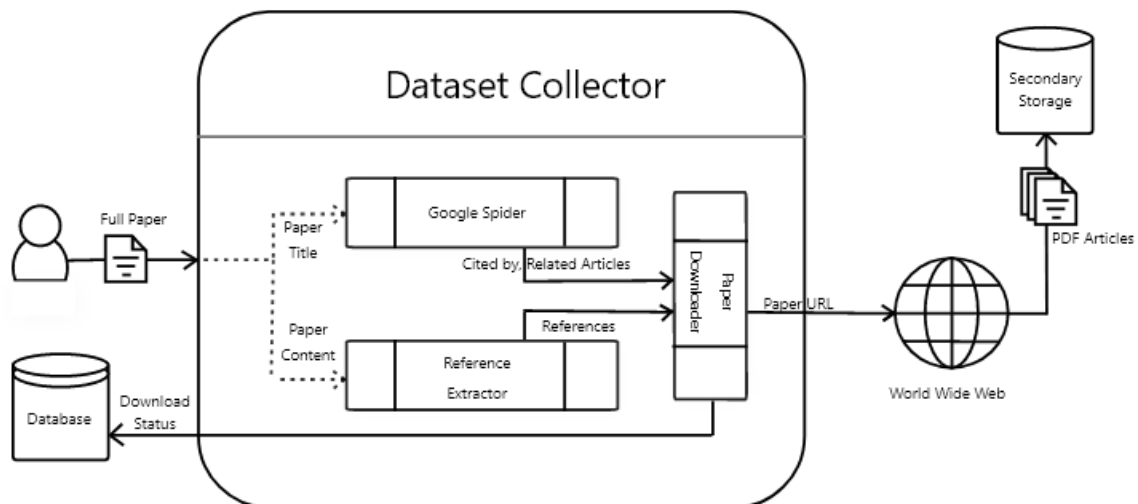 Dataset Collector
Secondary
Storage
Full Paper
Paper
Title
Google Spider
PDF Articles
Cited by, Related Articles
Paper
Downloader
Paper URL
Paper
Content
References
Reference
Extractor
World Wide Web
Database
Download
Status